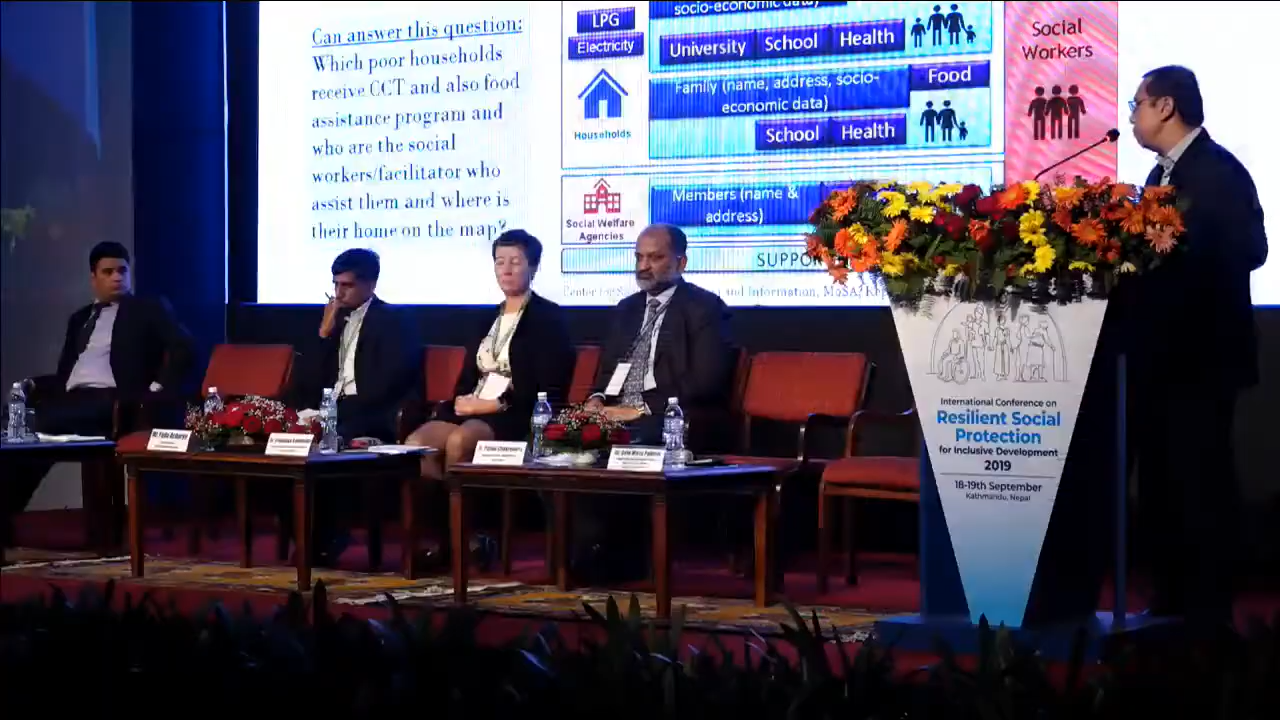 Can answer this question:
Which poor households
receive CCT and also food
assistance program and
who are the social
workers/facilitator who
assist them and where is
their home on the map?
LPG
Electricity
Households
Social Welfare
Agencies
socio-economic data)
University School Health
Family (name, address, socio-
economic data)
Food
School Health
Members (name &
address)
Social
Workers
and Information, MoSA,
International Conference on
Resilient Social
Protection
for Inclusive Development
2019
18-19th September
Kathmandu, Nepal